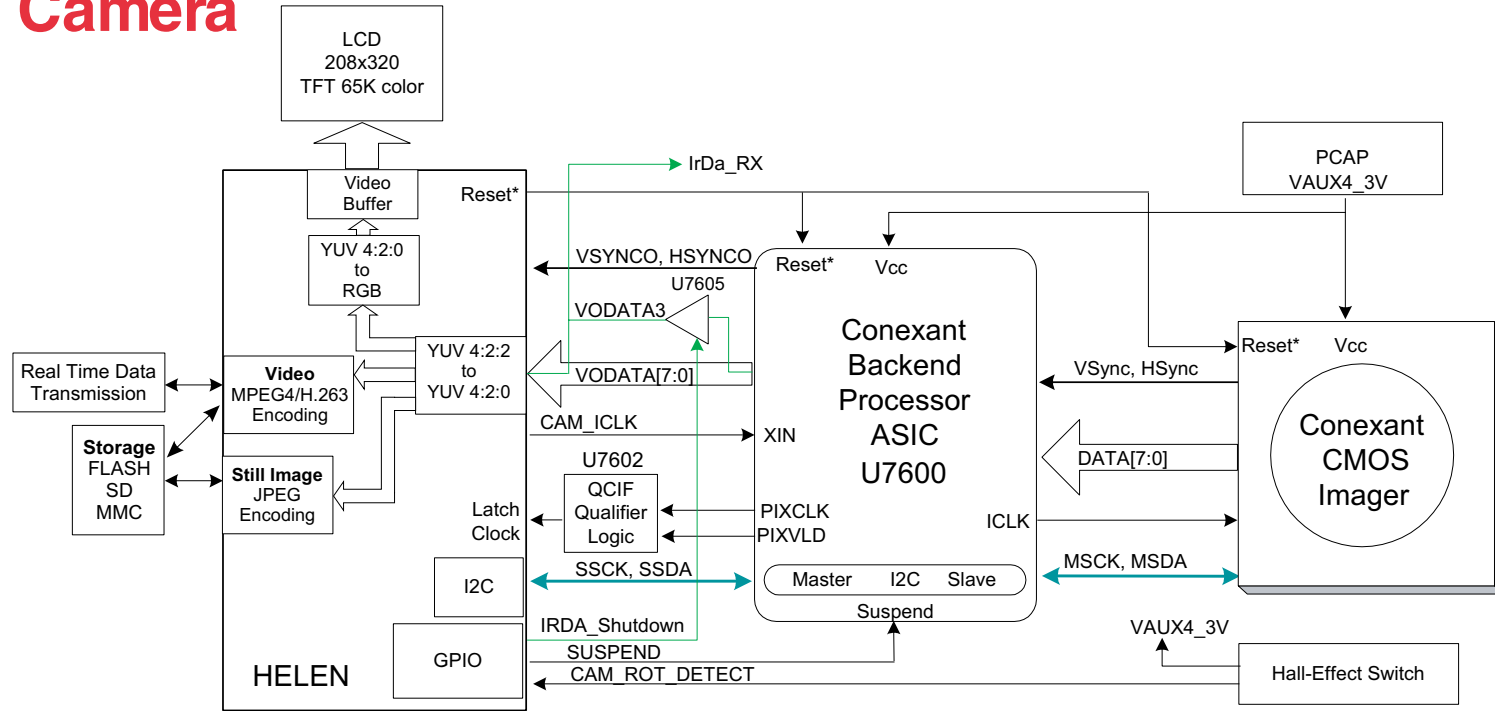 Camera
LCD
208x320
TFT 65K color
PCAP
VAUX4_3V
IrDa_RX
Video
Buffer
Reset*
YUV 4:2:0
to
RGB
VSYNCO, HSYNCO
U7605
VODATA3
Reset*
Vcc
Conexant
Backend
Processor
ASIC
U7600
Reset*
Vcc
VSync, HSync
Conexant
CMOS
Imager
DATA[7:0]
YUV 4:2:2
to
YUV 4:2:0
VODATA[7:0]
Real Time Data
Transmission
Video
MPEG4/H.263
Encoding
CAM_ICLK
XIN
Storage
FLASH
SD
MMC
Still Image
JPEG
Encoding
U7602
QCIF
Qualifier
Logic
Latch
Clock
PIXCLK
PIXVLD
ICLK
I2C
SSCK, SSDA
Master I2C Slave
MSCK, MSDA
Suspend
IRDA_Shutdown
GPIO
SUSPEND
CAM_ROT_DETECT
HELEN
VAUX4_3V
Hall-Effect Switch